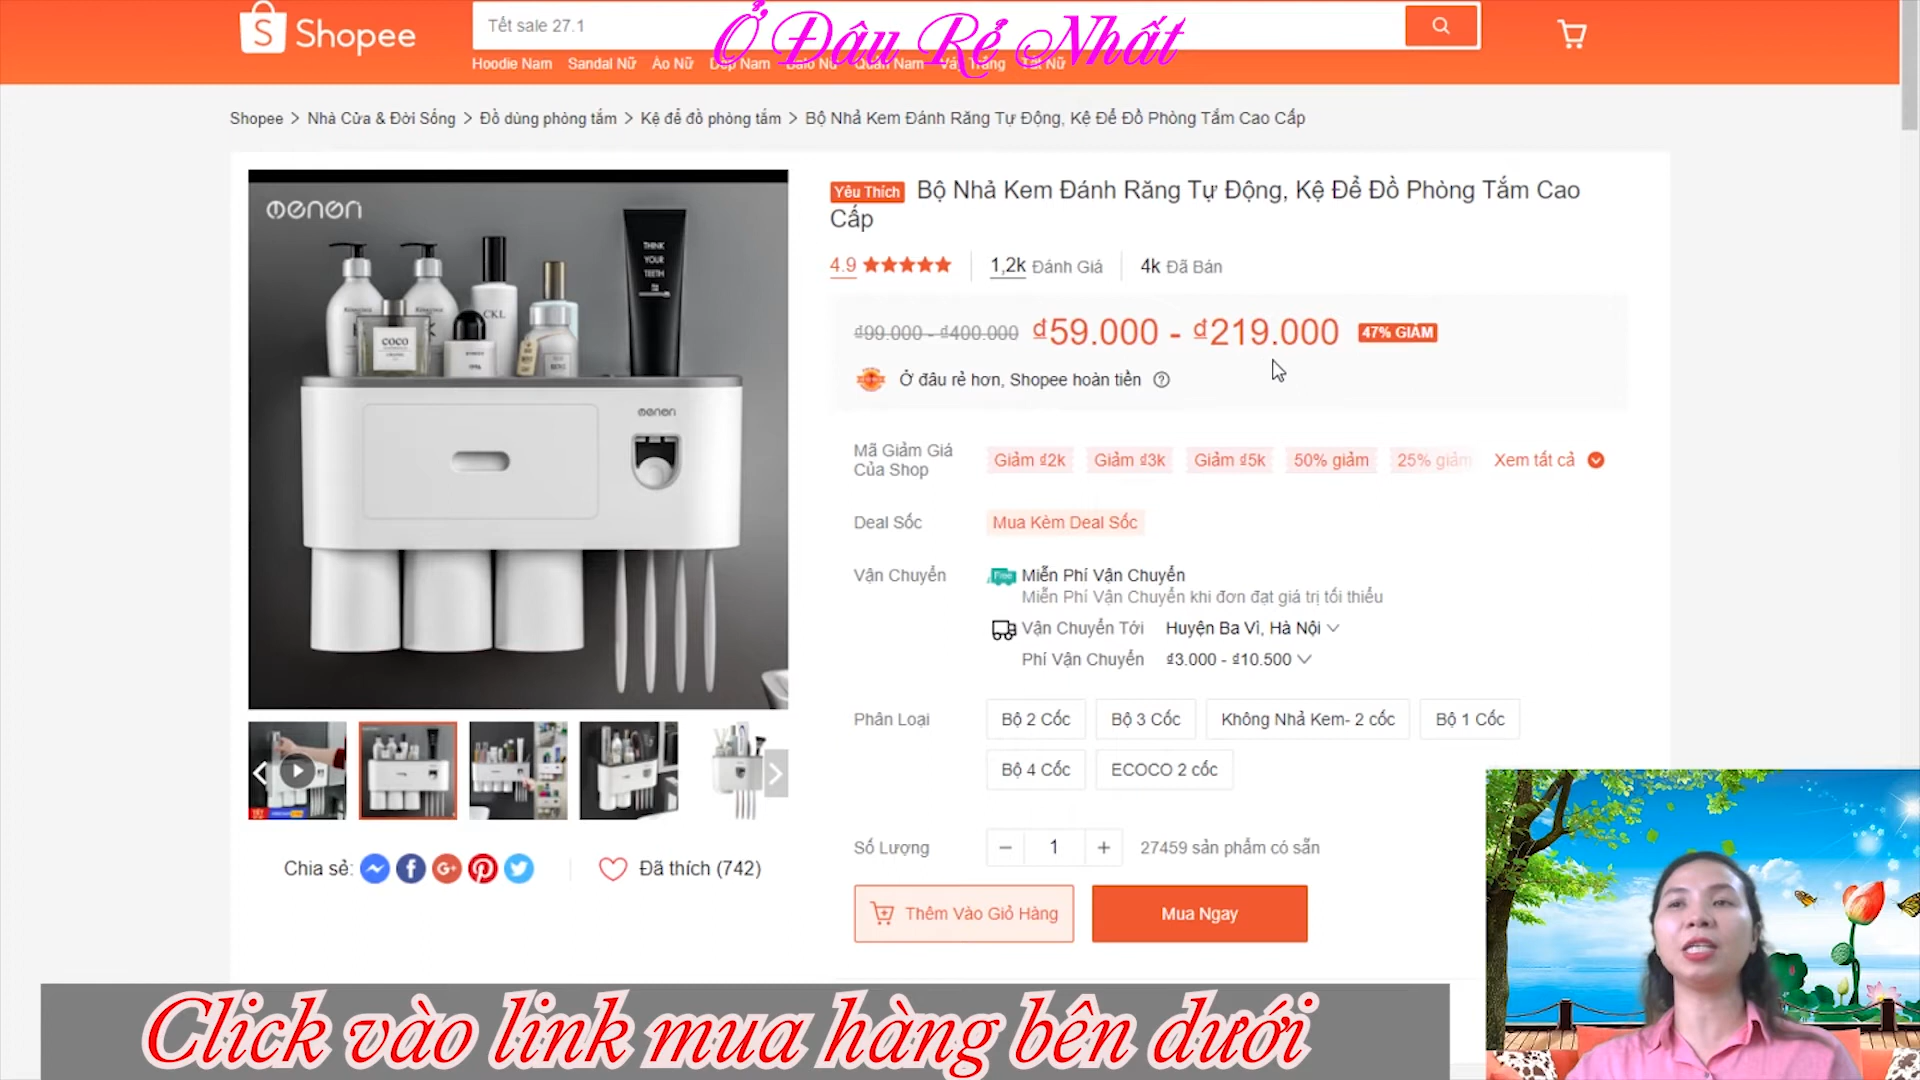 Shopee
Tết sale 27.1
Ở Đâu Rẻ Nhất
Hoodie Nam Sandal Nữ Áo Nữ Dép Nam Balo Nữ Quần Nam Váy Trắng Túi Nữ
Shopee > Nhà Cửa & Đời Sống > Đồ dùng phòng tắm > Kệ để đồ phòng tắm > Bộ Nhả Kem Đánh Răng Tự Động, Kệ Để Đồ Phòng Tắm Cao Cấp
oenon
THINK
YOUR
TEETH
CKL
COCO
oenon
Yêu Thích Bộ Nhả Kem Đánh Răng Tự Động, Kệ Để Đồ Phòng Tắm Cao
Cấp
4.9 1,2k Đánh Giá 4k Đã Bán
₫99.000 - ₫400.000 ₫59.000 - ₫219.000 47% GIẢM
Ở đâu rẻ hơn, Shopee hoàn tiền ?
Mã Giảm Giá
Của Shop
Giảm ₫2k Giảm ₫3k Giảm ₫5k 50% giảm 25% giảm Xem tất cả
Deal Sốc Mua Kèm Deal Sốc
Vận Chuyển Free Miễn Phí Vận Chuyển
Miễn Phí Vận Chuyển khi đơn đạt giá trị tối thiểu
Vận Chuyển Tới Huyện Ba Vì, Hà Nội
Phí Vận Chuyển ₫3.000 - ₫10.500
Phân Loại Bộ 2 Cốc Bộ 3 Cốc Không Nhả Kem- 2 cốc Bộ 1 Cốc
Bộ 4 Cốc ECOCO 2 cốc
Số Lượng − 1 + 27459 sản phẩm có sẵn
Chia sẻ: Đã thích (742)
Thêm Vào Giỏ Hàng Mua Ngay
Click vào link mua hàng bên dưới